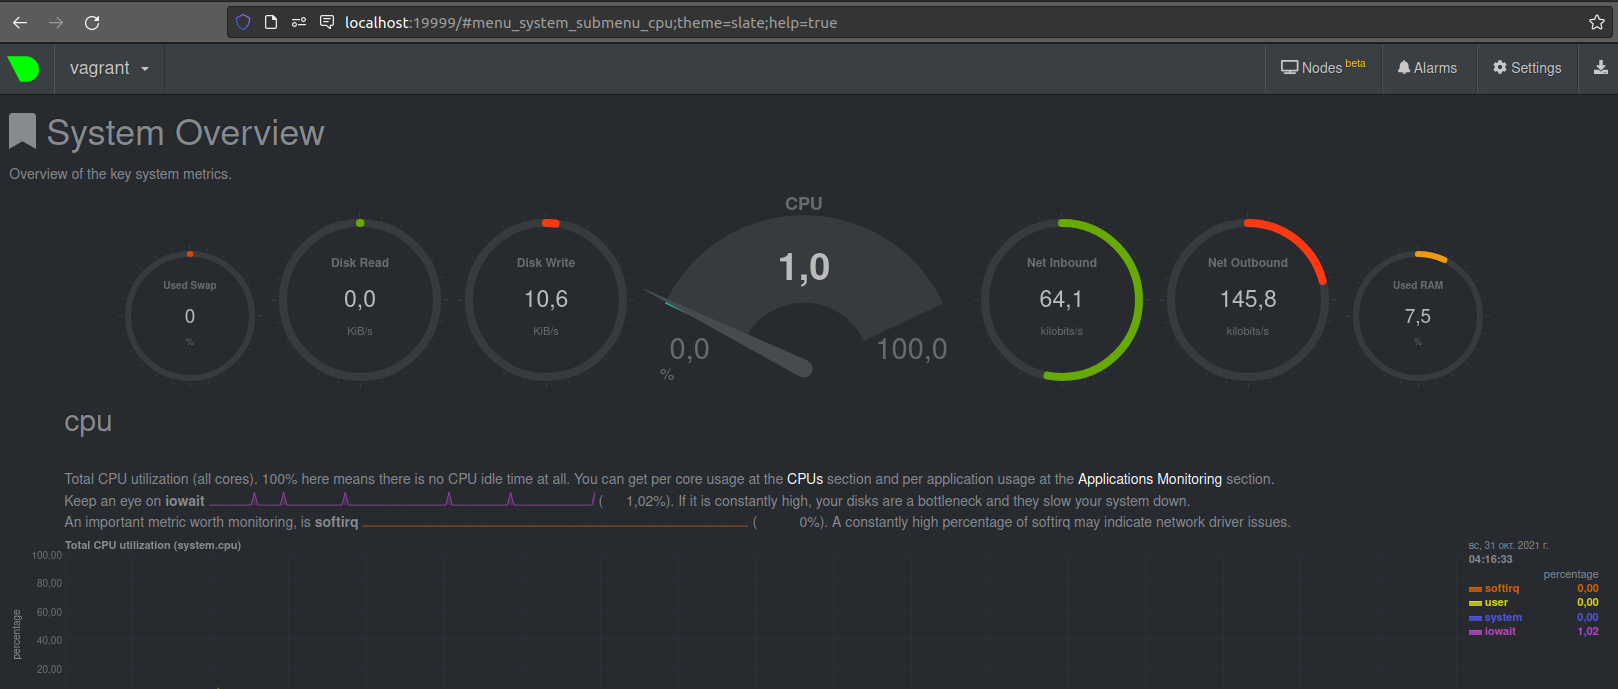 localhost:19999/#menu_system_submenu_cpu;theme=slate;help=true
vagrant
Nodes beta
Alarms
Settings
System Overview
Overview of the key system metrics.
Used Swap
0
%
Disk Read
0,0
KiB/s
Disk Write
10,6
KiB/s
CPU
1,0
0,0
100,0
%
Net Inbound
64,1
kilobits/s
Net Outbound
145,8
kilobits/s
Used RAM
7,5
%
cpu
Total CPU utilization (all cores). 100% here means there is no CPU idle time at all. You can get per core usage at the CPUs section and per application usage at the Applications Monitoring section.
Keep an eye on iowait ( 1,02%). If it is constantly high, your disks are a bottleneck and they slow your system down.
An important metric worth monitoring, is softirq ( 0%). A constantly high percentage of softirq may indicate network driver issues.
Total CPU utilization (system.cpu)
100,00
80,00
60,00
40,00
20,00
percentage
вс, 31 окт. 2021 г.
04:16:33
percentage
softirq 0,00
user 0,00
system 0,00
iowait 1,02